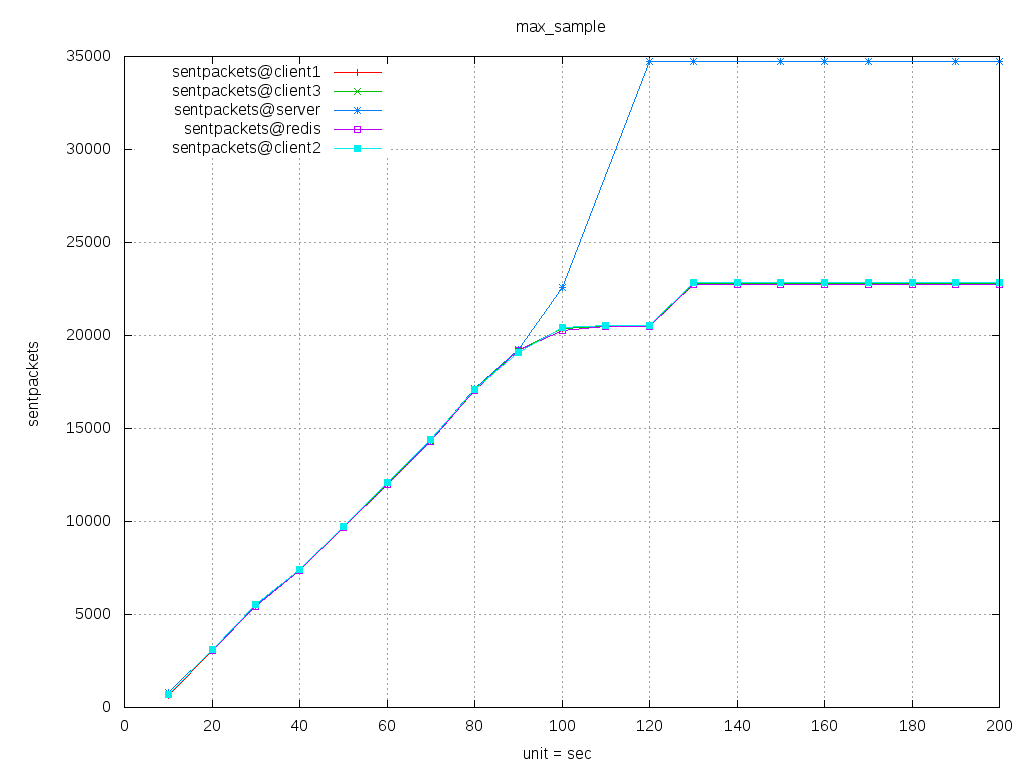 max_sample
35000
30000
25000
20000
15000
10000
5000
0
sentpackets
sentpackets@client1
sentpackets@client3
sentpackets@server
sentpackets@redis
sentpackets@client2
0 20 40 60 80 100 120 140 160 180 200
unit = sec